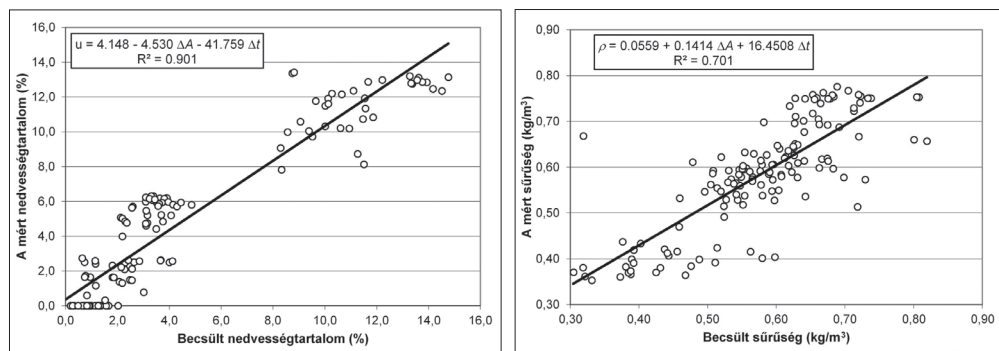 u = 4.148 - 4.530 ΔA - 41.759 Δt
R² = 0.901
A mért nedvességtartalom (%)
16,0
14,0
12,0
10,0
8,0
6,0
4,0
2,0
0,0
0,0 2,0 4,0 6,0 8,0 10,0 12,0 14,0 16,0
Becsült nedvességtartalom (%)
ρ = 0.0559 + 0.1414 ΔA + 16.4508 Δt
R² = 0.701
A mért sűrűség (kg/m³)
0,80
0,70
0,60
0,50
0,40
0,30
0,30 0,40 0,50 0,60 0,70 0,80 0,90
Becsült sűrűség (kg/m³)